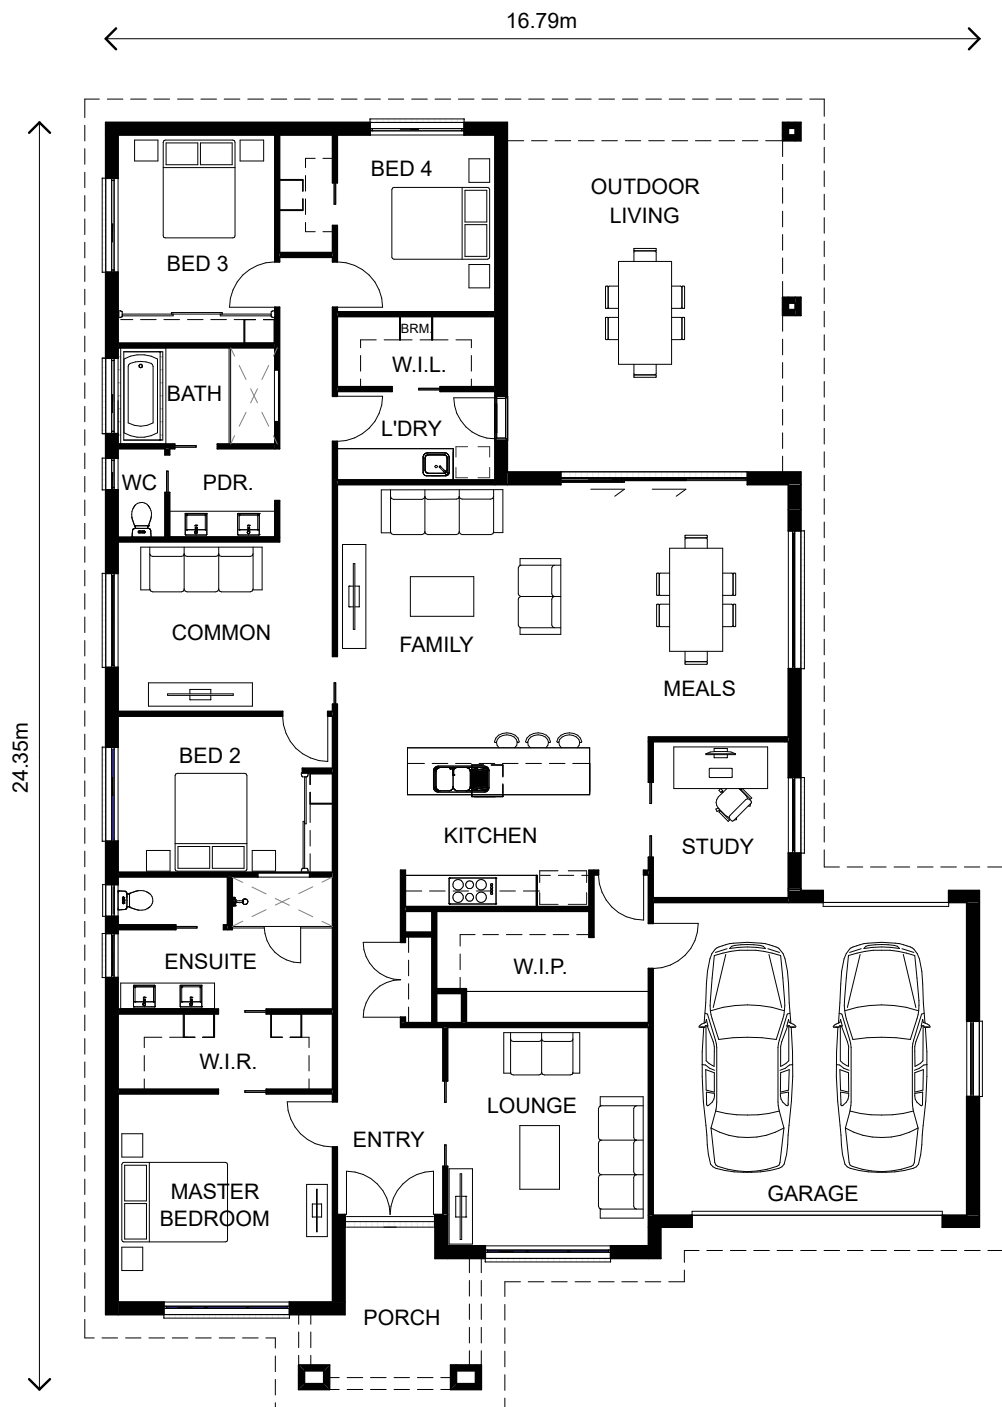 16.79m
24.35m
BED 4
OUTDOOR
LIVING
BED 3
BRM.
W.I.L.
BATH
L'DRY
WC
PDR.
COMMON
FAMILY
MEALS
BED 2
KITCHEN
STUDY
ENSUITE
W.I.P.
W.I.R.
LOUNGE
ENTRY
MASTER
BEDROOM
GARAGE
PORCH